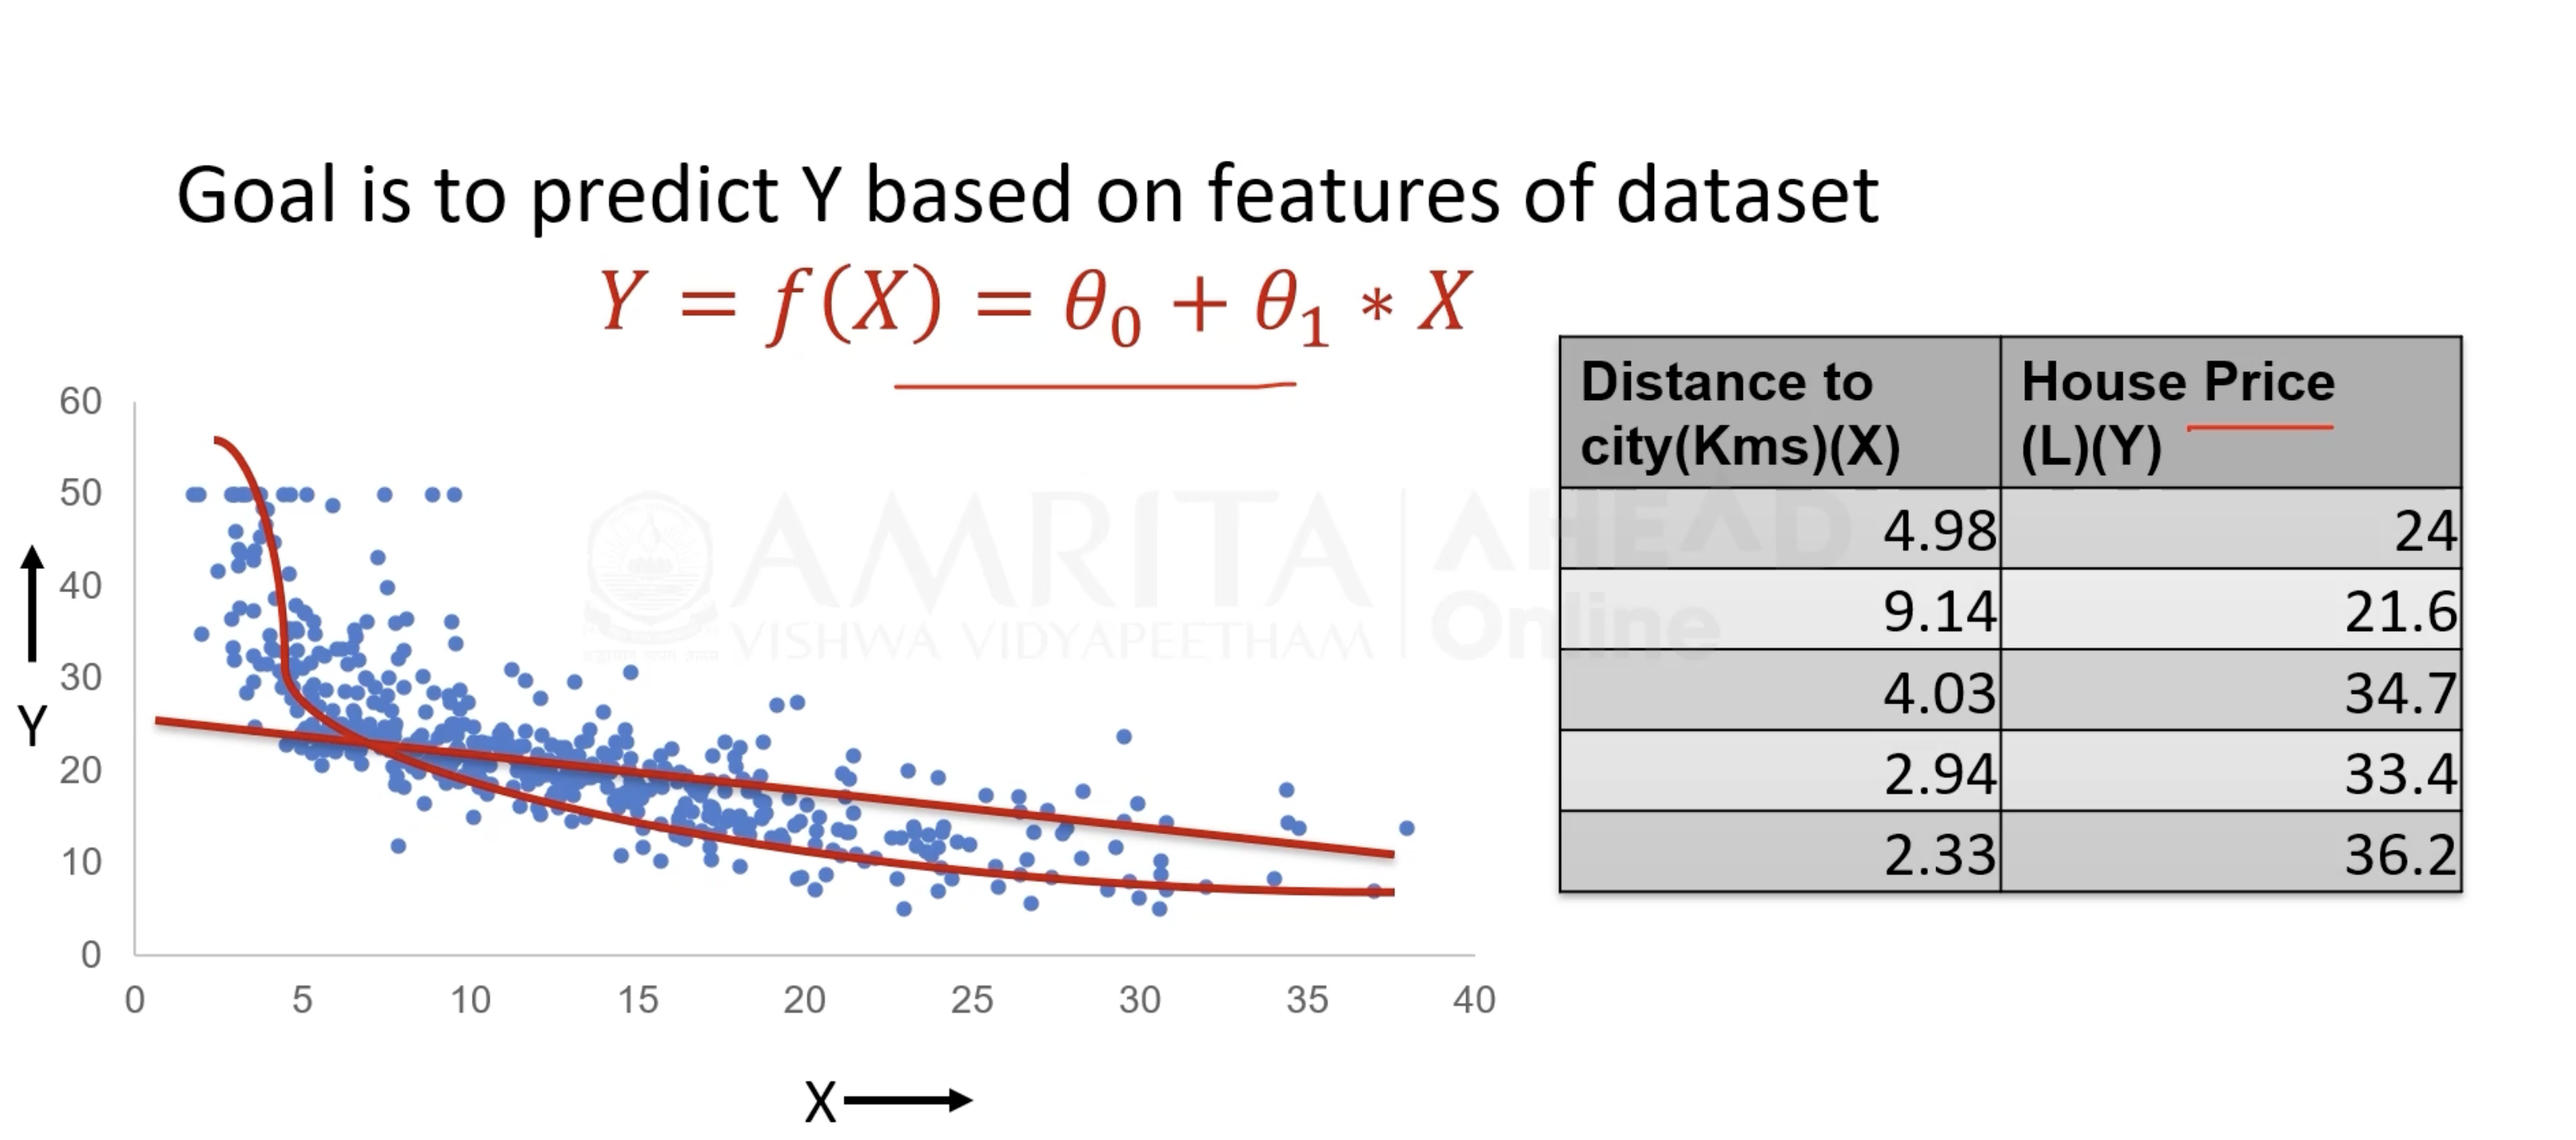 Goal is to predict Y based on features of dataset
Y = f(X) = θ₀ + θ₁ * X
60
50
40
30
20
10
0
Y
0 5 10 15 20 25 30 35 40
X
AMRITA AHEAD
VISHWA VIDYAPEETHAM Online
Distance to city(Kms)(X) House Price (L)(Y)
4.98 24
9.14 21.6
4.03 34.7
2.94 33.4
2.33 36.2